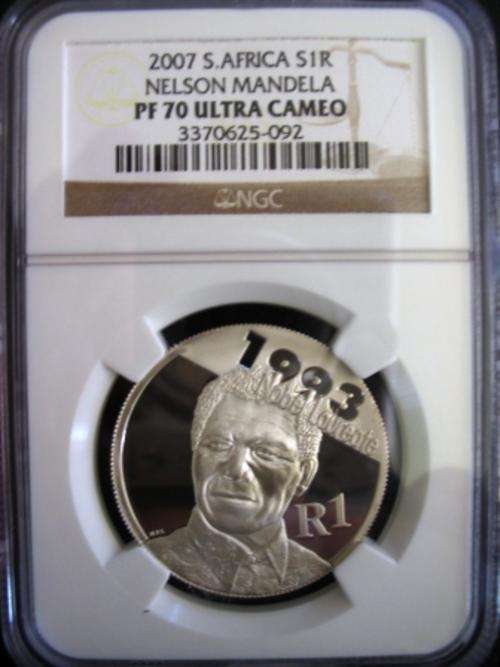 2007 S.AFRICA S1R
NELSON MANDELA
PF 70 ULTRA CAMEO
3370625-092
NGC
1993
Nobel Laureate
R1